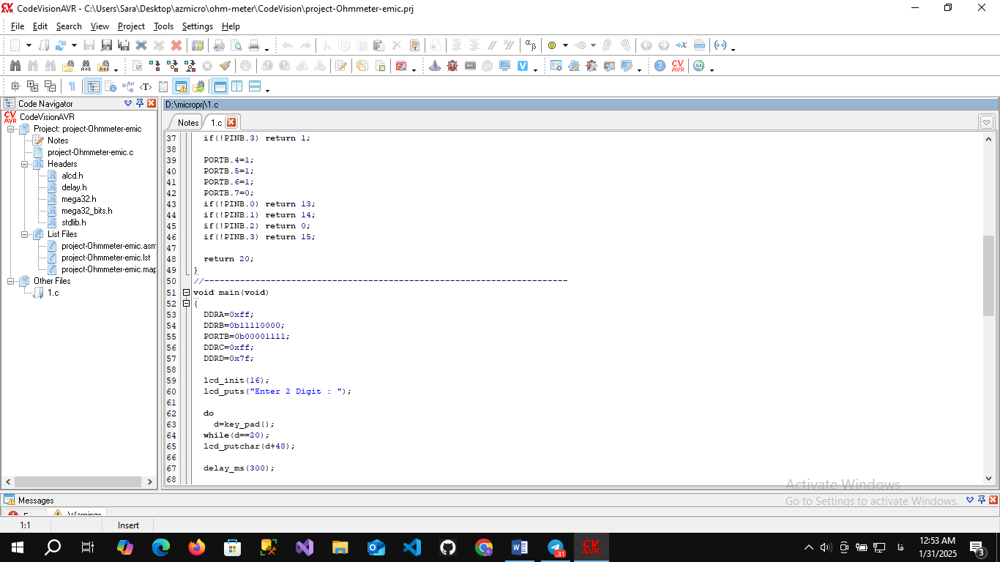 CodeVisionAVR - C:\Users\Sara\Desktop\azmicro\ohm-meter\CodeVision\project-Ohmmeter-emic.prj
File Edit Search View Project Tools Settings Help
Code Navigator
CodeVisionAVR
Project: project-Ohmmeter-emic
Notes
project-Ohmmeter-emic.c
Headers
alcd.h
delay.h
mega32.h
mega32_bits.h
stdlib.h
List Files
project-Ohmmeter-emic.asm
project-Ohmmeter-emic.lst
project-Ohmmeter-emic.map
Other Files
1.c
D:\microprj\1.c
Notes 1.c
37 if(!PINB.3) return 1;
38
39 PORTB.4=1;
40 PORTB.5=1;
41 PORTB.6=1;
42 PORTB.7=0;
43 if(!PINB.0) return 13;
44 if(!PINB.1) return 14;
45 if(!PINB.2) return 0;
46 if(!PINB.3) return 15;
47
48 return 20;
49 }
50 //-----------------------------------------------------------------------
51 void main(void)
52 {
53 DDRA=0xff;
54 DDRB=0b11110000;
55 PORTB=0b00001111;
56 DDRC=0xff;
57 DDRD=0x7f;
58
59 lcd_init(16);
60 lcd_puts("Enter 2 Digit : ");
61
62 do
63 d=key_pad();
64 while(d==20);
65 lcd_putchar(d+48);
66
67 delay_ms(300);
68
Activate Windows
Go to Settings to activate Windows.
Messages
Warnings
1:1 Insert
31
CV AVR
فا
12:53 AM
1/31/2025
3